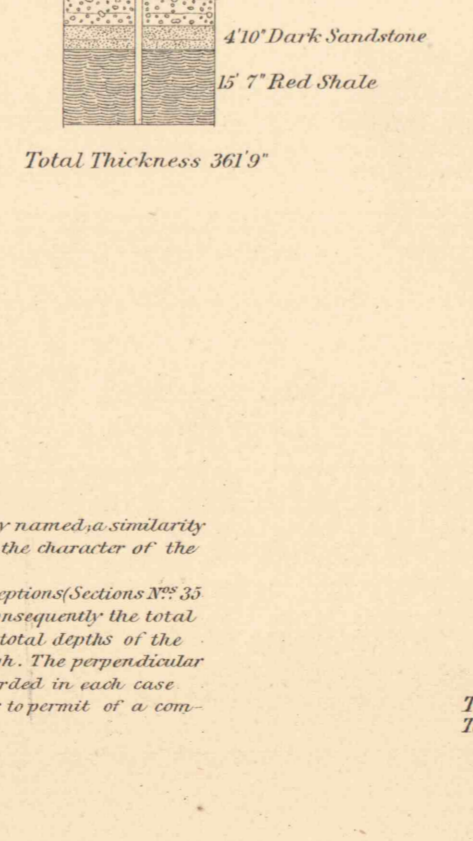 4'10" Dark Sandstone
15' 7" Red Shale
Total Thickness 361'9"
y named, a similarity
the character of the
eptions (Sections Nos. 35
nsequently the total
total depths of the
h. The perpendicular
rded in each case
to permit of a com-
T
T